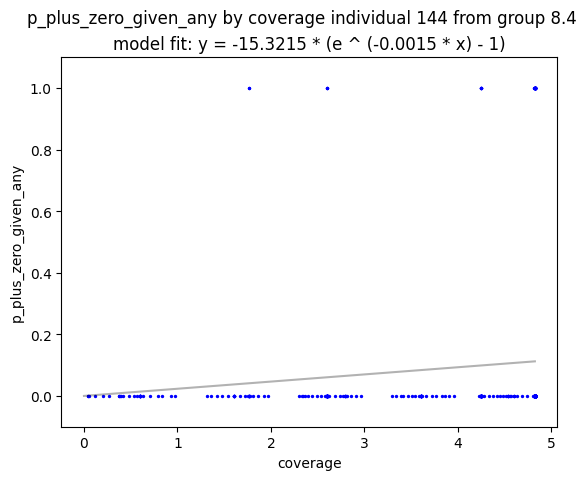 p_plus_zero_given_any by coverage individual 144 from group 8.4
model fit: y = -15.3215 * (e ^ (-0.0015 * x) - 1)
p_plus_zero_given_any
1.0
0.8
0.6
0.4
0.2
0.0
0 1 2 3 4 5
coverage